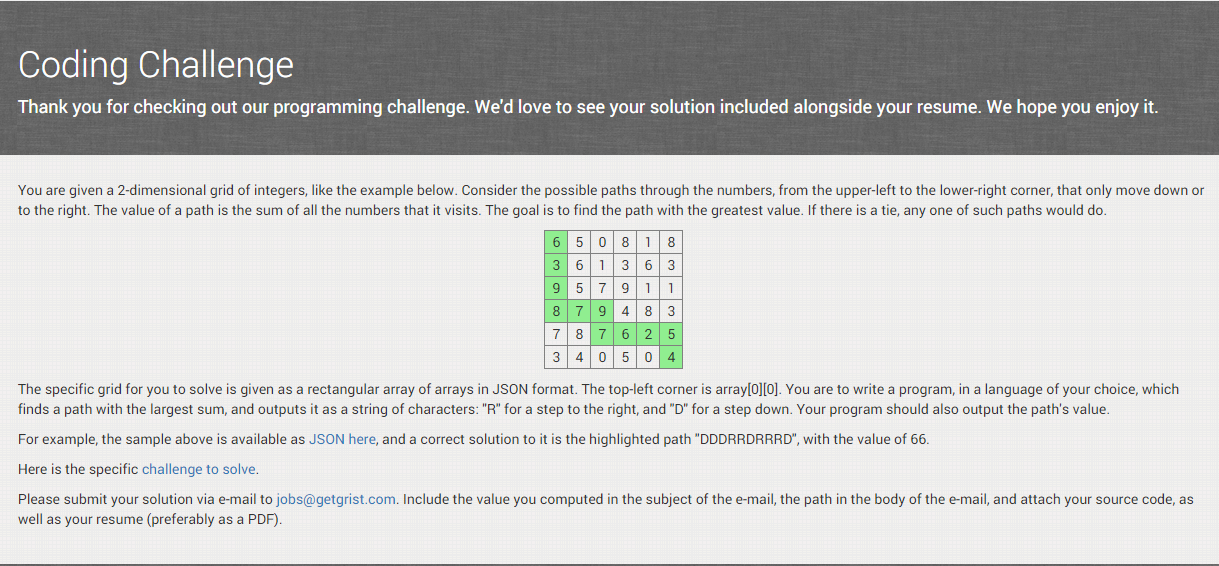 Coding Challenge
Thank you for checking out our programming challenge. We'd love to see your solution included alongside your resume. We hope you enjoy it.
You are given a 2-dimensional grid of integers, like the example below. Consider the possible paths through the numbers, from the upper-left to the lower-right corner, that only move down or
to the right. The value of a path is the sum of all the numbers that it visits. The goal is to find the path with the greatest value. If there is a tie, any one of such paths would do.
6 5 0 8 1 8
3 6 1 3 6 3
9 5 7 9 1 1
8 7 9 4 8 3
7 8 7 6 2 5
3 4 0 5 0 4
The specific grid for you to solve is given as a rectangular array of arrays in JSON format. The top-left corner is array[0][0]. You are to write a program, in a language of your choice, which
finds a path with the largest sum, and outputs it as a string of characters: "R" for a step to the right, and "D" for a step down. Your program should also output the path's value.
For example, the sample above is available as JSON here, and a correct solution to it is the highlighted path "DDDRRDRRRD", with the value of 66.
Here is the specific challenge to solve.
Please submit your solution via e-mail to jobs@getgrist.com. Include the value you computed in the subject of the e-mail, the path in the body of the e-mail, and attach your source code, as
well as your resume (preferably as a PDF).